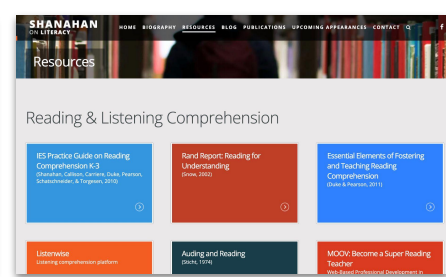 SHANAHAN
ON LITERACY
HOME BIOGRAPHY RESOURCES BLOG PUBLICATIONS UPCOMING APPEARANCES CONTACT
Resources
Reading & Listening Comprehension
IES Practice Guide on Reading
Comprehension K-3
(Shanahan, Callison, Carriere, Duke, Pearson,
Schatschneider, & Torgesen, 2010)
Rand Report: Reading for
Understanding
(Snow, 2002)
Essential Elements of Fostering
and Teaching Reading
Comprehension
(Duke & Pearson, 2011)
Listenwise
Listening comprehension platform
Auding and Reading
(Sticht, 1974)
MOOV: Become a Super Reading
Teacher
Web-Based Professional Development in